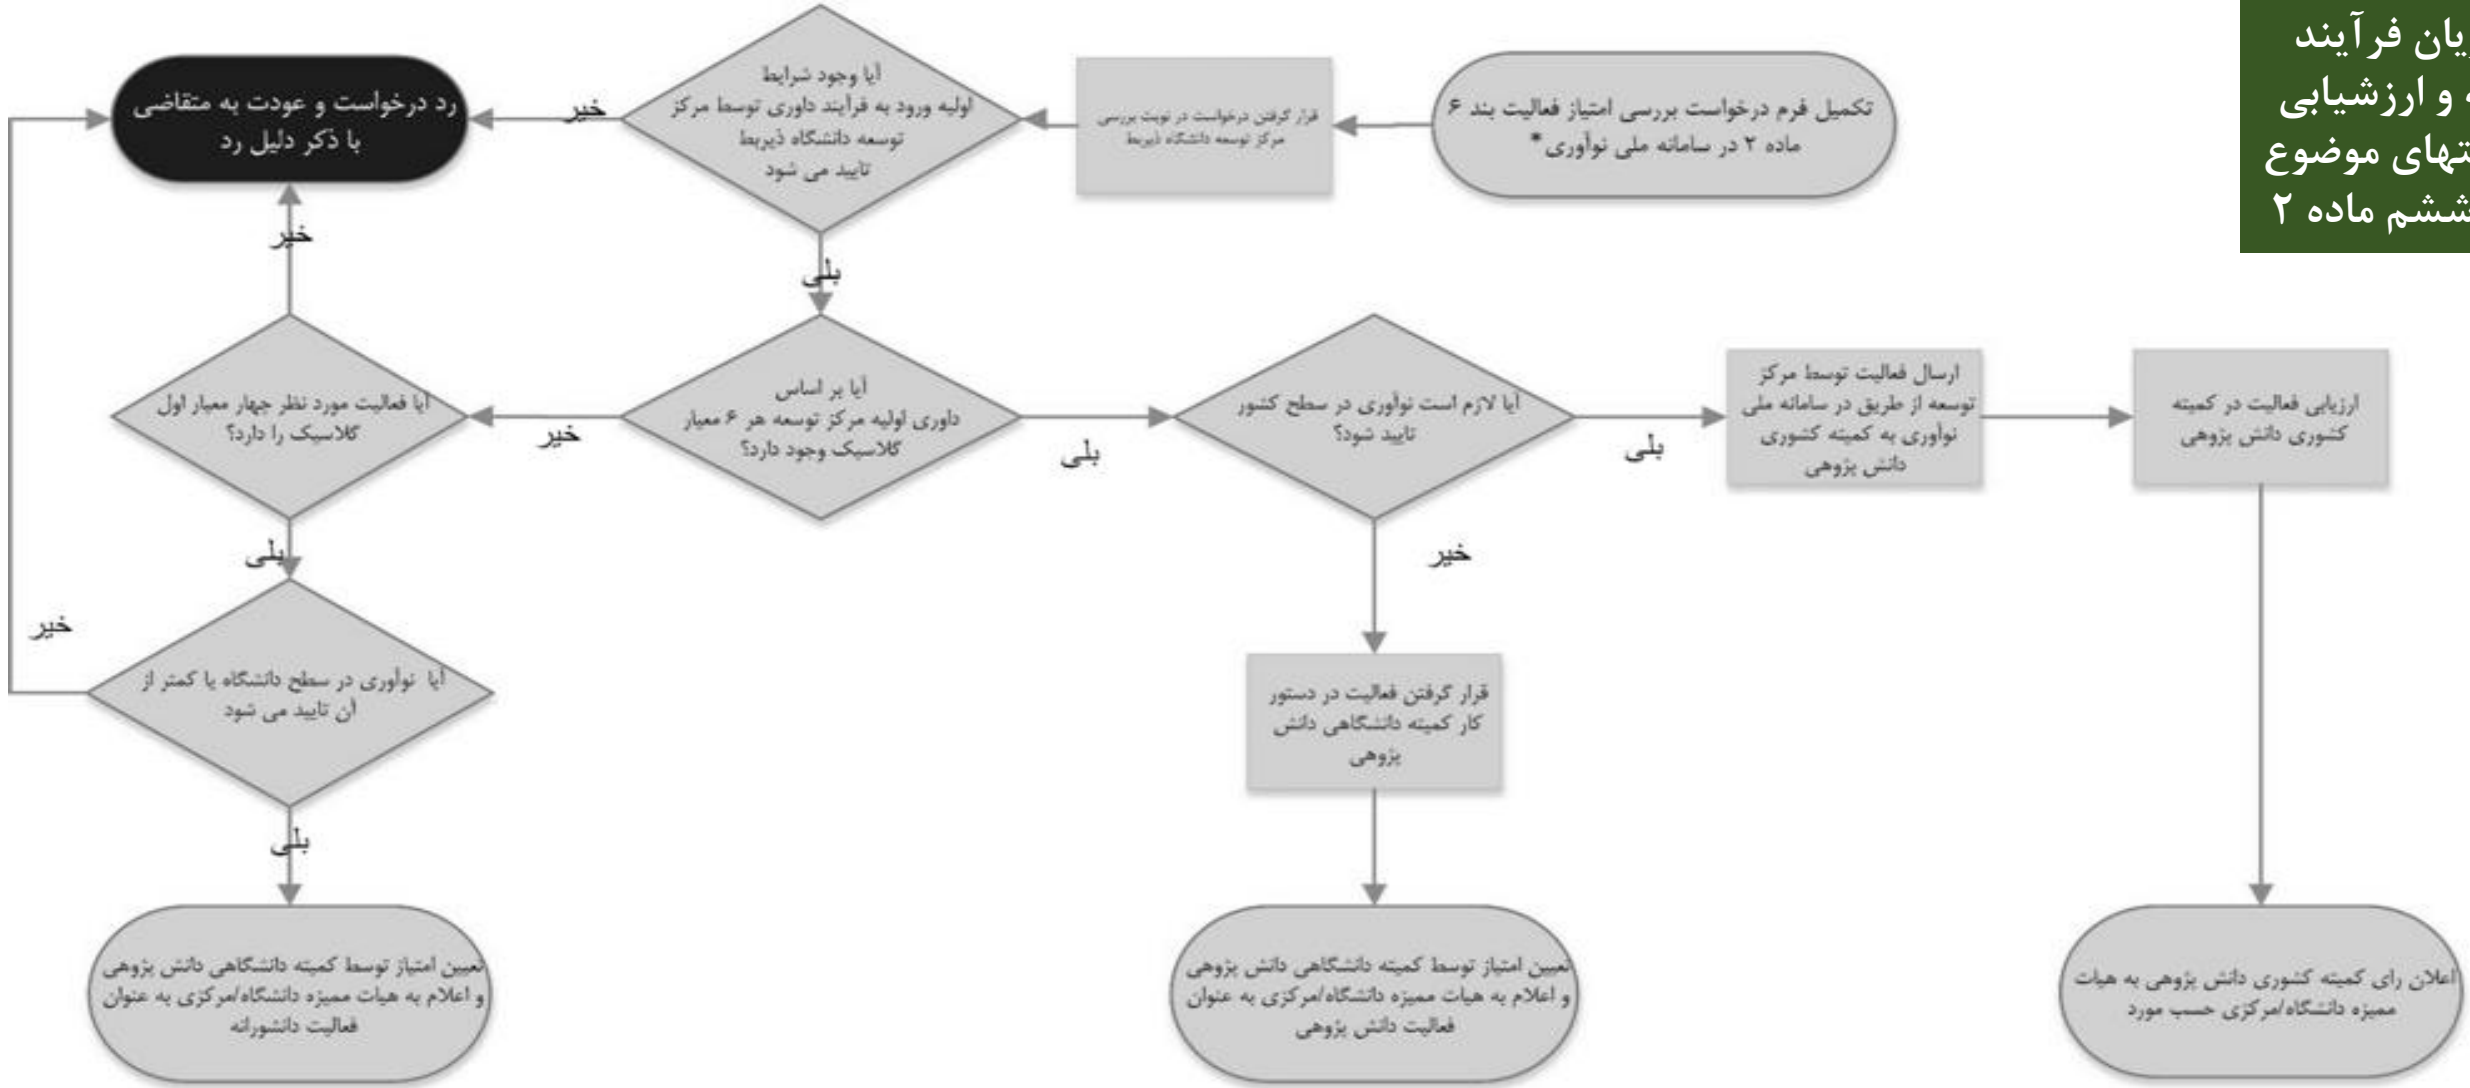 یان فرآیند
و ارزشیابی
تهای موضوع
ششم ماده ۲
تکمیل فرم درخواست بررسی امتیاز فعالیت بند ۶
ماده ۲ در سامانه ملی نوآوری*
قرار گرفتن درخواست در نوبت بررسی
مرکز توسعه دانشگاه ذیربط
آیا وجود شرایط
اولیه ورود به فرآیند داوری توسط مرکز
توسعه دانشگاه ذیربط
تایید می شود
خیر
رد درخواست و عودت به متقاضی
با ذکر دلیل رد
بلی
خیر
ارزیابی فعالیت در کمیته
کشوری دانش پژوهی
ارسال فعالیت توسط مرکز
توسعه از طریق در سامانه ملی
نوآوری به کمیته کشوری
دانش پژوهی
بلی
آیا لازم است نوآوری در سطح کشور
تایید شود؟
بلی
آیا بر اساس
داوری اولیه مرکز توسعه هر ۶ معیار
گلاسیک وجود دارد؟
خیر
آیا فعالیت مورد نظر چهار معیار اول
گلاسیک را دارد؟
خیر
بلی
خیر
قرار گرفتن فعالیت در دستور
کار کمیته دانشگاهی دانش
پژوهی
آیا نوآوری در سطح دانشگاه یا کمتر از
آن تایید می شود
بلی
اعلان رای کمیته کشوری دانش پژوهی به هیات
ممیزه دانشگاه/مرکزی حسب مورد
تعیین امتیاز توسط کمیته دانشگاهی دانش پژوهی
و اعلام به هیات ممیزه دانشگاه/مرکزی به عنوان
فعالیت دانش پژوهی
تعیین امتیاز توسط کمیته دانشگاهی دانش پژوهی
و اعلام به هیات ممیزه دانشگاه/مرکزی به عنوان
فعالیت دانشورانه